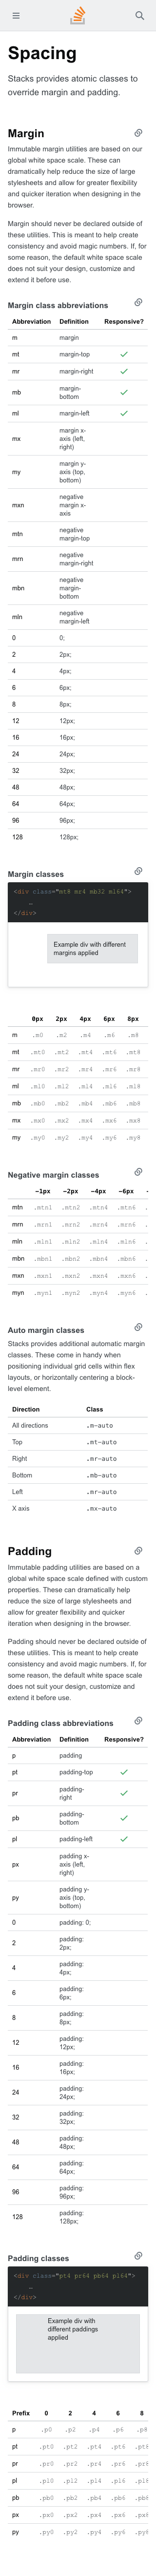 Spacing
Stacks provides atomic classes to
override margin and padding.
Margin
Immutable margin utilities are based on our
global white space scale. These can
dramatically help reduce the size of large
stylesheets and allow for greater flexibility
and quicker iteration when designing in the
browser.
Margin should never be declared outside of
these utilities. This is meant to help create
consistency and avoid magic numbers. If, for
some reason, the default white space scale
does not suit your design, customize and
extend it before use.
Margin class abbreviations
Abbreviation Definition Responsive?
m margin
mt margin-top
mr margin-right
mb margin-
bottom
ml margin-left
mx margin x-
axis (left,
right)
my margin y-
axis (top,
bottom)
mxn negative
margin x-
axis
mtn negative
margin-top
mrn negative
margin-right
mbn negative
margin-
bottom
mln negative
margin-left
0 0;
2 2px;
4 4px;
6 6px;
8 8px;
12 12px;
16 16px;
24 24px;
32 32px;
48 48px;
64 64px;
96 96px;
128 128px;
Margin classes
<div class="mt8 mr4 mb32 ml64">
…
</div>
Example div with different
margins applied
0px 2px 4px 6px 8px
m .m0 .m2 .m4 .m6 .m8
mt .mt0 .mt2 .mt4 .mt6 .mt8
mr .mr0 .mr2 .mr4 .mr6 .mr8
ml .ml0 .ml2 .ml4 .ml6 .ml8
mb .mb0 .mb2 .mb4 .mb6 .mb8
mx .mx0 .mx2 .mx4 .mx6 .mx8
my .my0 .my2 .my4 .my6 .my8
Negative margin classes
−1px −2px −4px −6px
mtn .mtn1 .mtn2 .mtn4 .mtn6
mrn .mrn1 .mrn2 .mrn4 .mrn6
mln .mln1 .mln2 .mln4 .mln6
mbn .mbn1 .mbn2 .mbn4 .mbn6
mxn .mxn1 .mxn2 .mxn4 .mxn6
myn .myn1 .myn2 .myn4 .myn6
Auto margin classes
Stacks provides additional automatic margin
classes. These come in handy when
positioning individual grid cells within flex
layouts, or horizontally centering a block-
level element.
Direction Class
All directions .m-auto
Top .mt-auto
Right .mr-auto
Bottom .mb-auto
Left .mr-auto
X axis .mx-auto
Padding
Immutable padding utilities are based on a
global white space scale defined with custom
properties. These can dramatically help
reduce the size of large stylesheets and
allow for greater flexibility and quicker
iteration when designing in the browser.
Padding should never be declared outside of
these utilities. This is meant to help create
consistency and avoid magic numbers. If, for
some reason, the default white space scale
does not suit your design, customize and
extend it before use.
Padding class abbreviations
Abbreviation Definition Responsive?
p padding
pt padding-top
pr padding-
right
pb padding-
bottom
pl padding-left
px padding x-
axis (left,
right)
py padding y-
axis (top,
bottom)
0 padding: 0;
2 padding:
2px;
4 padding:
4px;
6 padding:
6px;
8 padding:
8px;
12 padding:
12px;
16 padding:
16px;
24 padding:
24px;
32 padding:
32px;
48 padding:
48px;
64 padding:
64px;
96 padding:
96px;
128 padding:
128px;
Padding classes
<div class="pt4 pr64 pb64 pl64">
…
</div>
Example div with
different paddings
applied
Prefix 0 2 4 6 8
p .p0 .p2 .p4 .p6 .p8
pt .pt0 .pt2 .pt4 .pt6 .pt8
pr .pr0 .pr2 .pr4 .pr6 .pr8
pl .pl0 .pl2 .pl4 .pl6 .pl8
pb .pb0 .pb2 .pb4 .pb6 .pb8
px .px0 .px2 .px4 .px6 .px8
py .py0 .py2 .py4 .py6 .py8